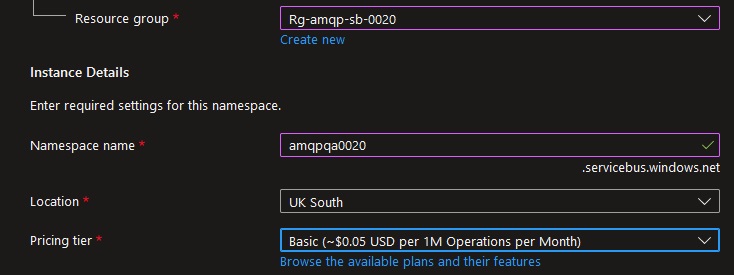 Resource group *
Rg-amqp-sb-0020
Create new
Instance Details
Enter required settings for this namespace.
Namespace name *
amqpqa0020
.servicebus.windows.net
Location *
UK South
Pricing tier *
Basic (~$0.05 USD per 1M Operations per Month)
Browse the available plans and their features